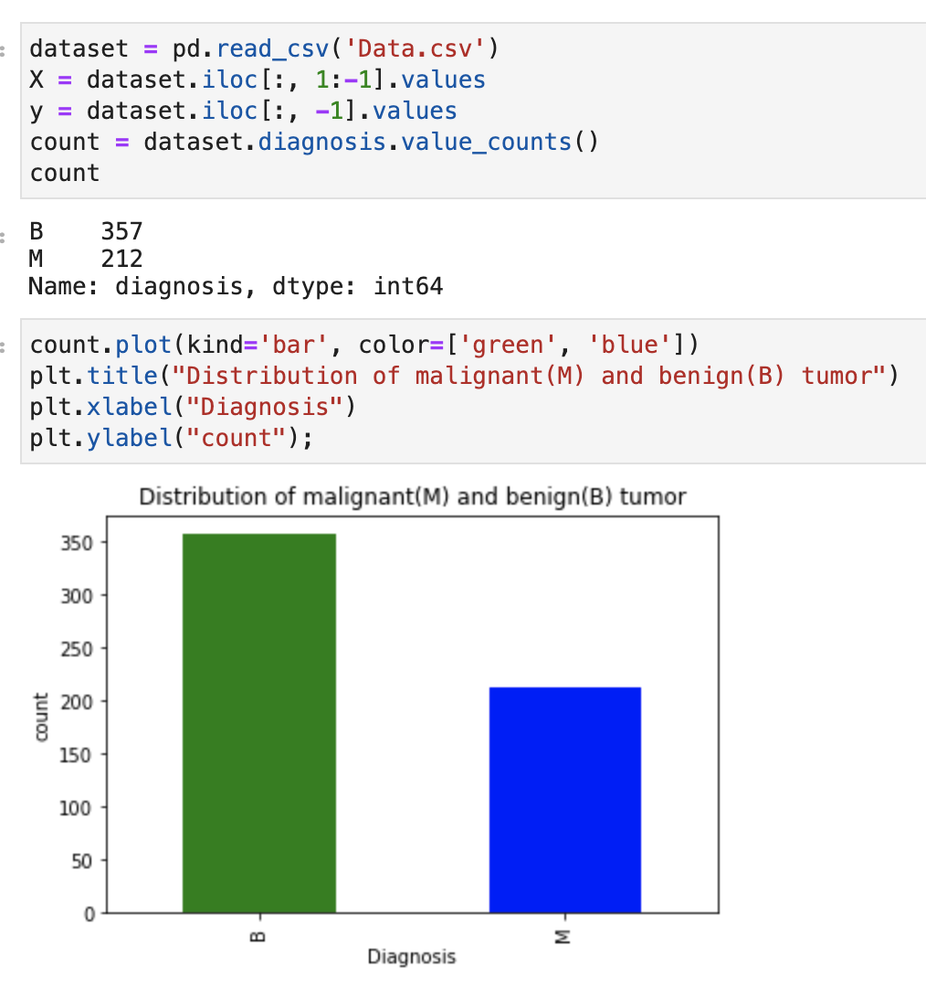 dataset = pd.read_csv('Data.csv')
X = dataset.iloc[:, 1:-1].values
y = dataset.iloc[:, -1].values
count = dataset.diagnosis.value_counts()
count
B    357
M    212
Name: diagnosis, dtype: int64
count.plot(kind='bar', color=['green', 'blue'])
plt.title("Distribution of malignant(M) and benign(B) tumor")
plt.xlabel("Diagnosis")
plt.ylabel("count");
Distribution of malignant(M) and benign(B) tumor
350
300
250
200
150
100
50
0
count
B
M
Diagnosis